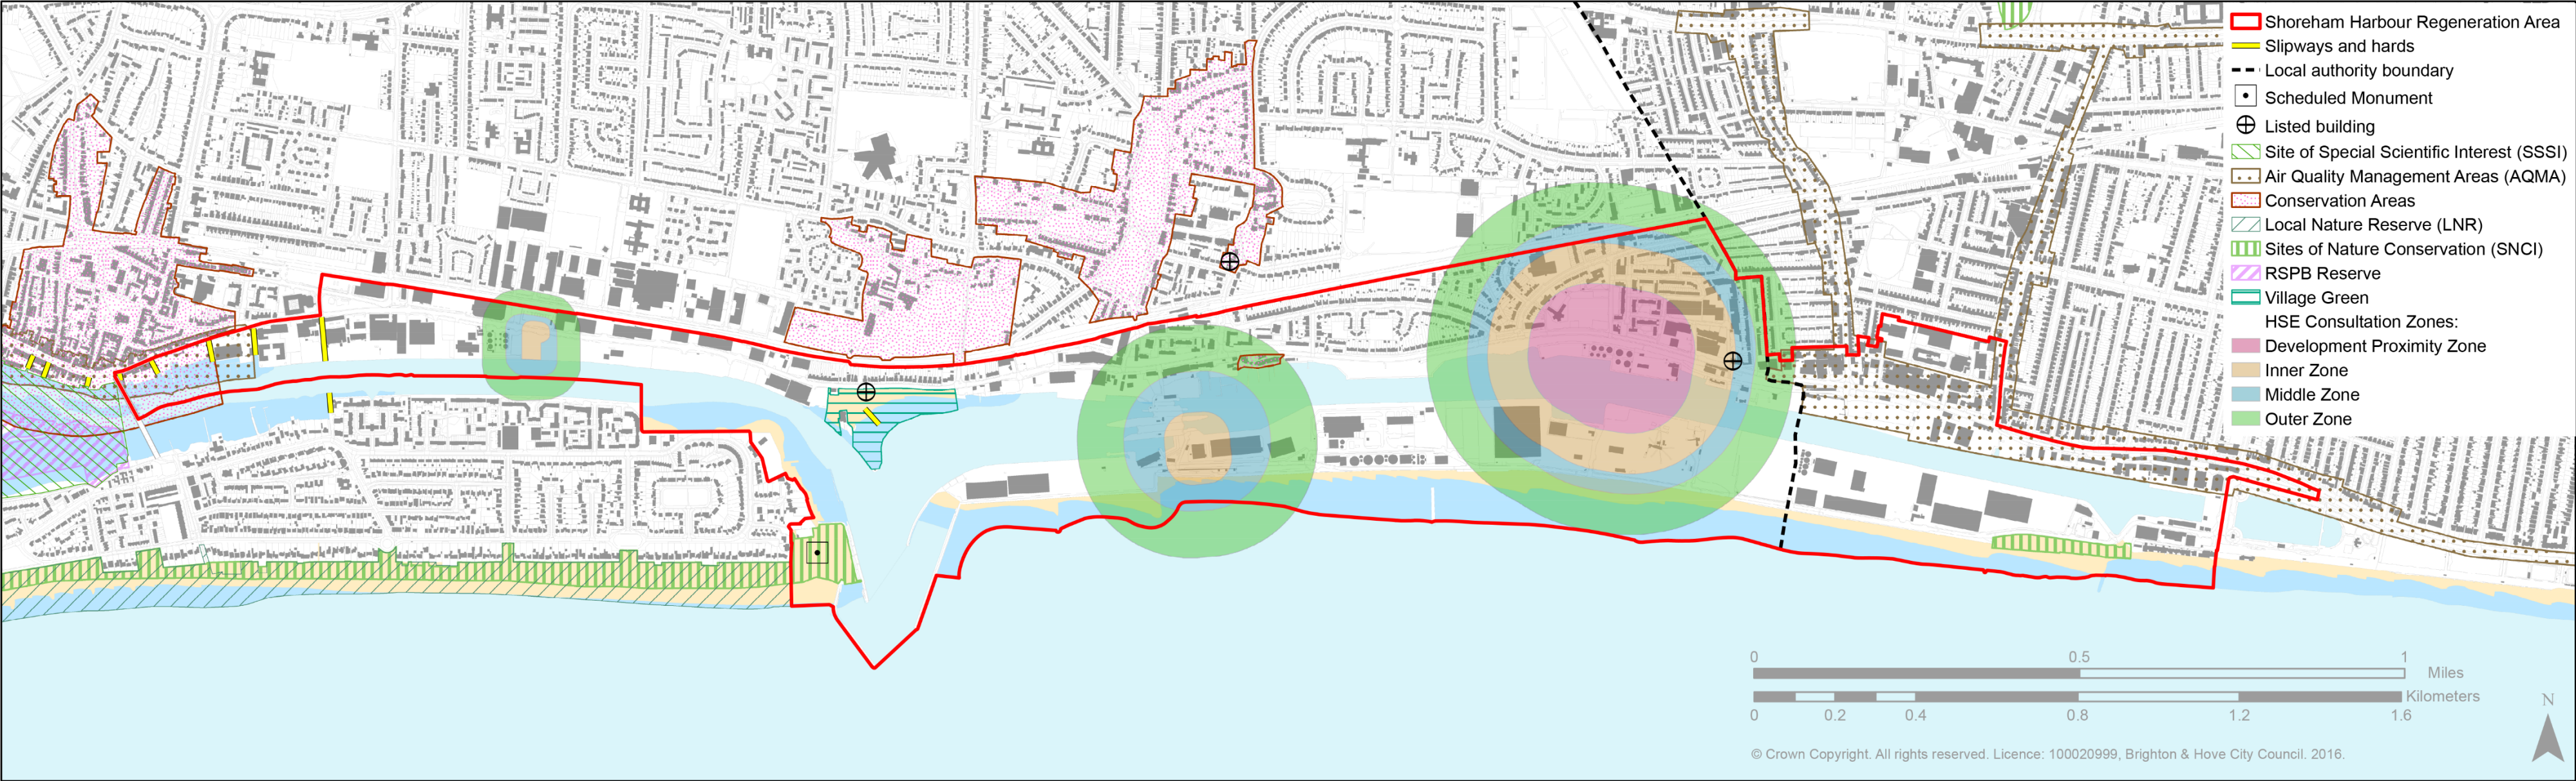 Shoreham Harbour Regeneration Area
Slipways and hards
Local authority boundary
Scheduled Monument
Listed building
Site of Special Scientific Interest (SSSI)
Air Quality Management Areas (AQMA)
Conservation Areas
Local Nature Reserve (LNR)
Sites of Nature Conservation (SNCI)
RSPB Reserve
Village Green
HSE Consultation Zones:
Development Proximity Zone
Inner Zone
Middle Zone
Outer Zone
0 0.5 1
Miles
Kilometers
0 0.2 0.4 0.8 1.2 1.6
N
© Crown Copyright. All rights reserved. Licence: 100020999, Brighton & Hove City Council. 2016.